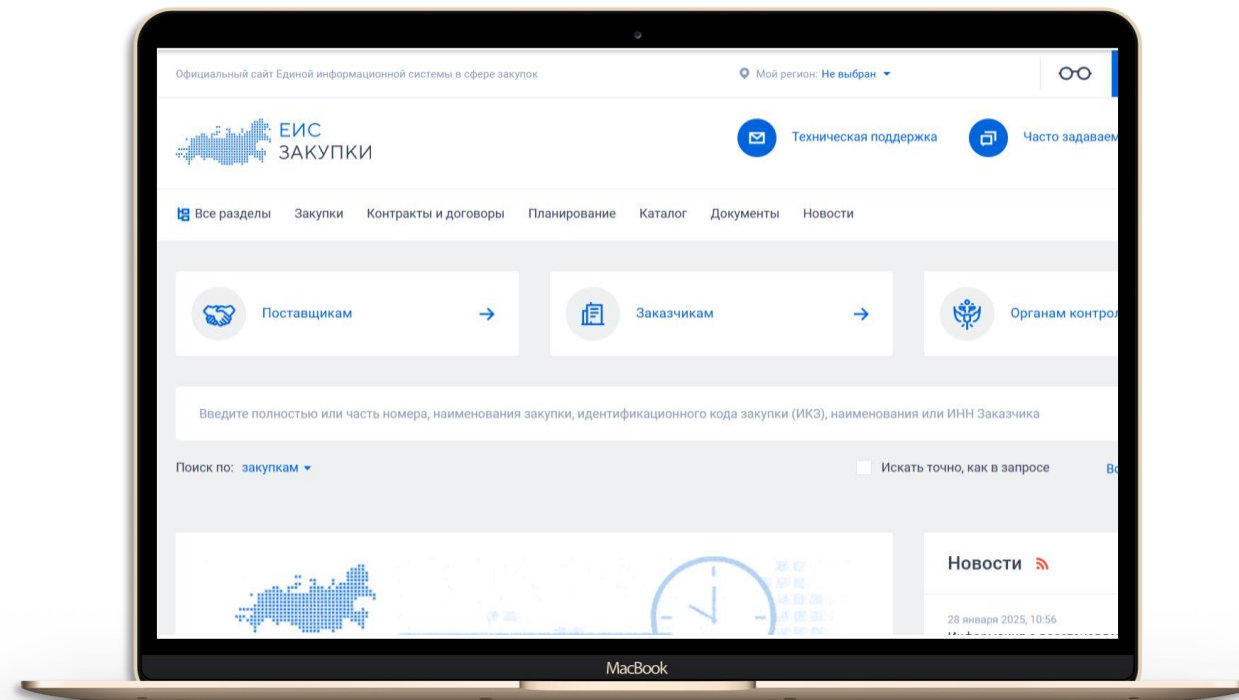 Официальный сайт Единой информационной системы в сфере закупок
Мой регион: Не выбран
ЕИС
ЗАКУПКИ
Техническая поддержка
Часто задаваем
Все разделы Закупки Контракты и договоры Планирование Каталог Документы Новости
Поставщикам
Заказчикам
Органам контрол
Введите полностью или часть номера, наименования закупки, идентификационного кода закупки (ИКЗ), наименования или ИНН Заказчика
Поиск по: закупкам
Искать точно, как в запросе
Новости
28 января 2025, 10:56
MacBook